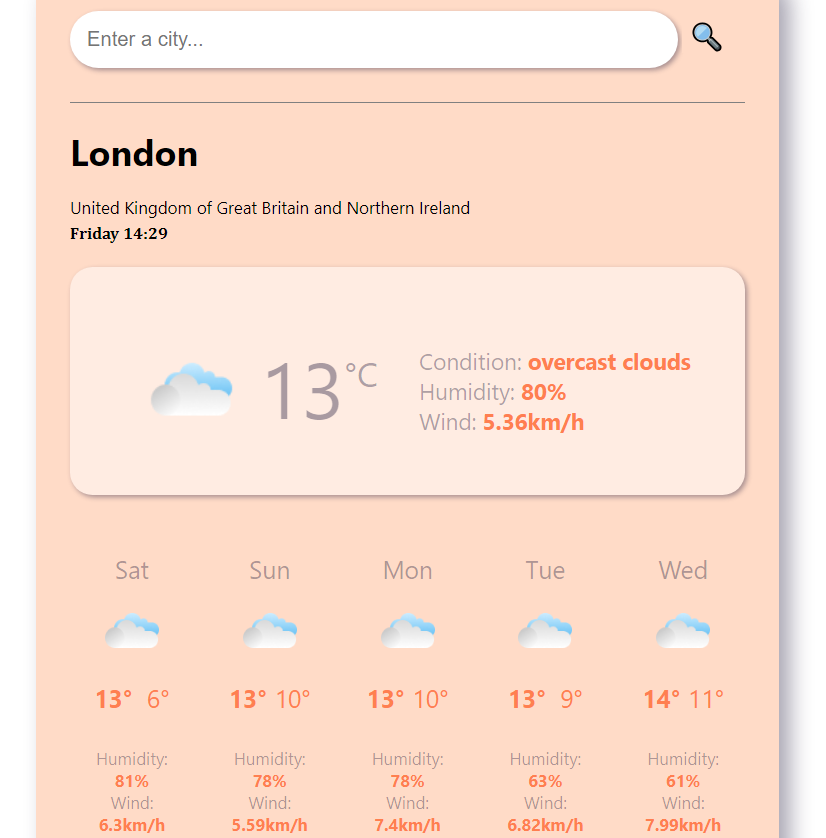 Enter a city...
London
United Kingdom of Great Britain and Northern Ireland
Friday 14:29
13°C
Condition: overcast clouds
Humidity: 80%
Wind: 5.36km/h
Sat Sun Mon Tue Wed
13° 6° 13° 10° 13° 10° 13° 9° 14° 11°
Humidity: Humidity: Humidity: Humidity: Humidity:
81% 78% 78% 63% 61%
Wind: Wind: Wind: Wind: Wind:
6.3km/h 5.59km/h 7.4km/h 6.82km/h 7.99km/h